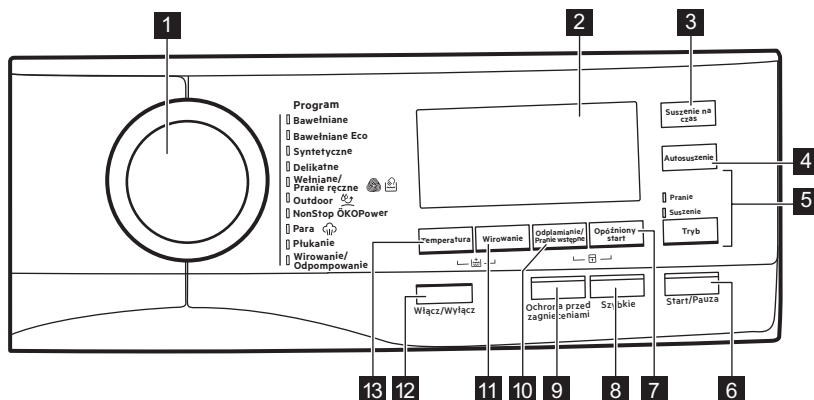 1
2
3
Program
Bawełniane
Bawełniane Eco
Syntetyczne
Delikatne
Wełniane/
Pranie ręczne
Outdoor
NonStop ÖKOPower
Para
Płukanie
Wirowanie/
Odpompowanie
Suszenie na
czas
Autosuszenie
4
Pranie
Suszenie
Tryb
5
Temperatura
Wirowanie
Odplamianie/
Pranie wstępne
Opóźniony
start
Włącz/Wyłącz
Ochrona przed
zagnieceniami
Szybkie
Start/Pauza
13
12
11
10
9
8
7
6